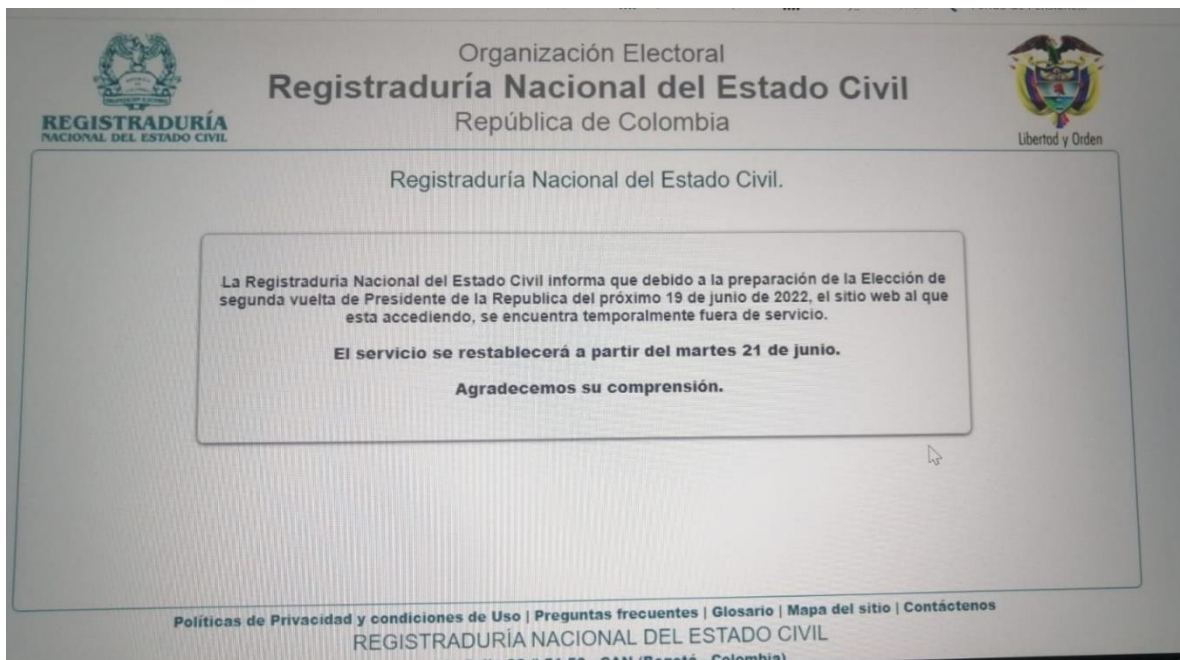 Organización Electoral
Registraduría Nacional del Estado Civil
República de Colombia
REGISTRADURÍA
NACIONAL DEL ESTADO CIVIL
Libertad y Orden
Registraduría Nacional del Estado Civil.
La Registraduría Nacional del Estado Civil informa que debido a la preparación de la Elección de
segunda vuelta de Presidente de la Republica del próximo 19 de junio de 2022, el sitio web al que
esta accediendo, se encuentra temporalmente fuera de servicio.
El servicio se restablecerá a partir del martes 21 de junio.
Agradecemos su comprensión.
Políticas de Privacidad y condiciones de Uso | Preguntas frecuentes | Glosario | Mapa del sitio | Contáctenos
REGISTRADURÍA NACIONAL DEL ESTADO CIVIL
CAN (Bogotá - Colombia)